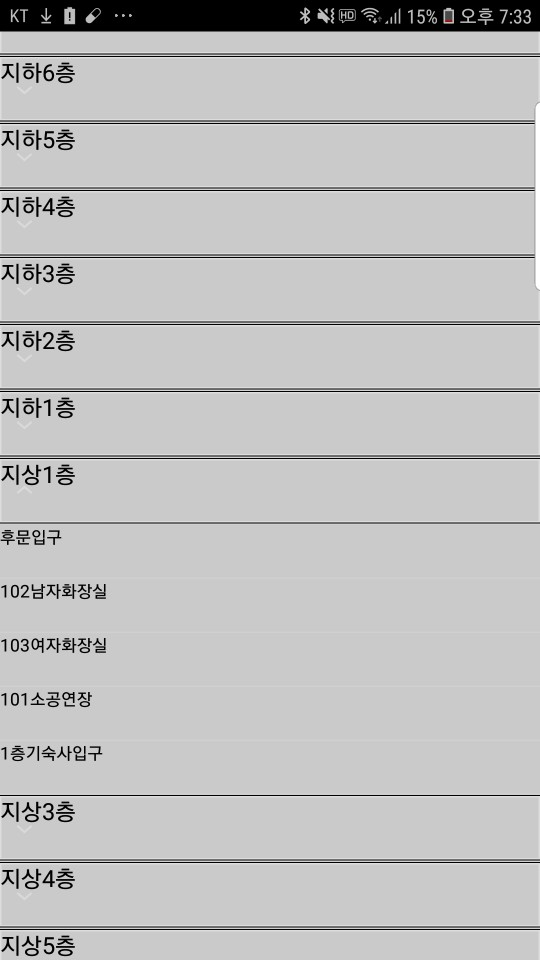 KT HD 15% 오후 7:33
지하6층
지하5층
지하4층
지하3층
지하2층
지하1층
지상1층
후문입구
102남자화장실
103여자화장실
101소공연장
1층기숙사입구
지상3층
지상4층
지상5층